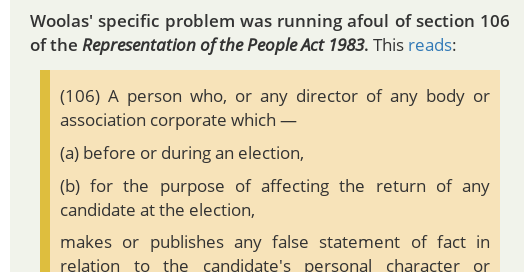 Woolas' specific problem was running afoul of section 106
of the Representation of the People Act 1983. This reads:
(106) A person who, or any director of any body or
association corporate which —
(a) before or during an election,
(b) for the purpose of affecting the return of any
candidate at the election,
makes or publishes any false statement of fact in
relation to the candidate's personal character or